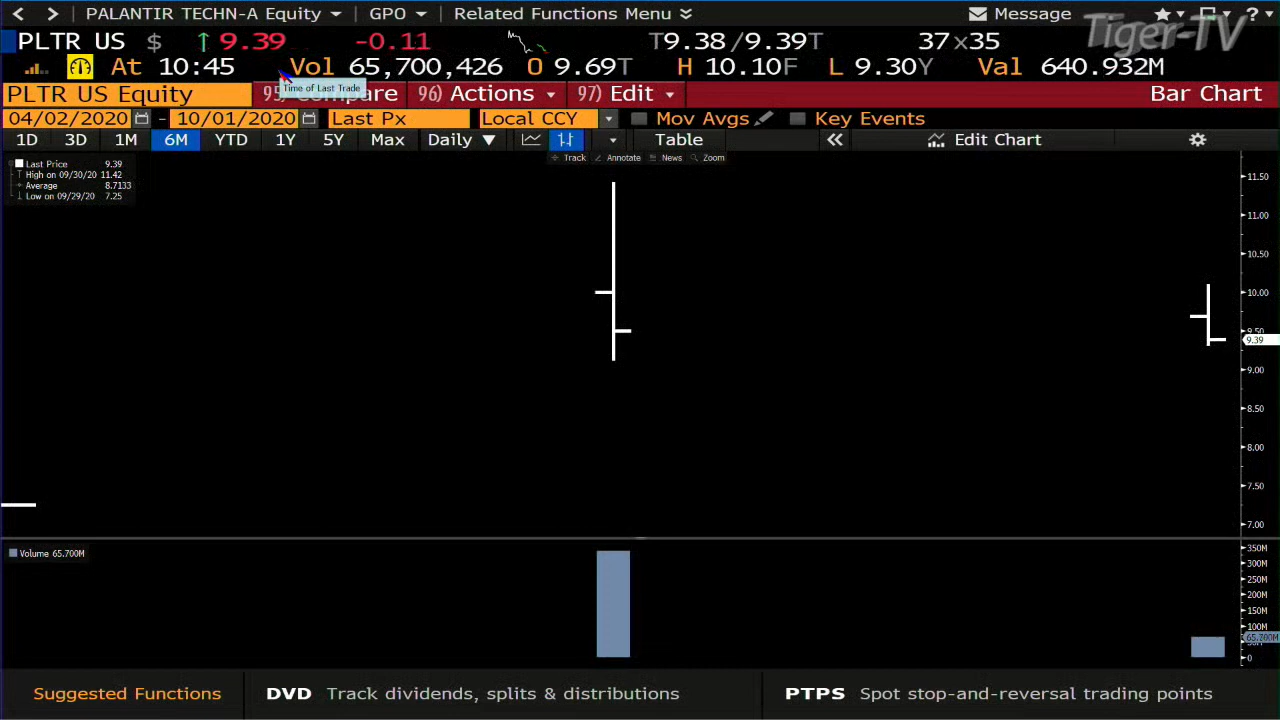 PALANTIR TECHN-A Equity GPO Related Functions Menu Message ?
Tiger-TV
PLTR US $ ↑ 9.39 -0.11 T9.38 /9.39T 37x35
At 10:45 Vol 65,700,426 O 9.69T H 10.10F L 9.30Y Val 640.932M
Time of Last Trade
PLTR US Equity 95) Compare 96) Actions 97) Edit Bar Chart
04/02/2020 - 10/01/2020 Last Px Local CCY Mov Avgs Key Events
1D 3D 1M 6M YTD 1Y 5Y Max Daily ▼ Table « Edit Chart
Track Annotate News Zoom
Last Price 9.39
High on 09/30/20 11.42
Average 8.7133
Low on 09/29/20 7.25
11.50
11.00
10.50
10.00
9.50
9.39
9.00
8.50
8.00
7.50
7.00
Volume 65.700M
350M
300M
250M
200M
150M
100M
65.700M
0
Suggested Functions DVD Track dividends, splits & distributions PTPS Spot stop-and-reversal trading points